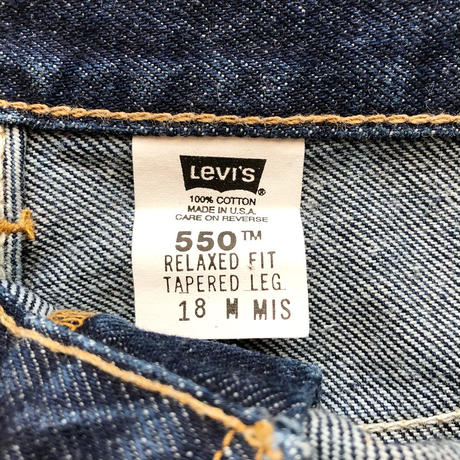 Levi's ®
100% COTTON
MADE IN U.S.A.
CARE ON REVERSE
550™
RELAXED FIT
TAPERED LEG
18 M MIS